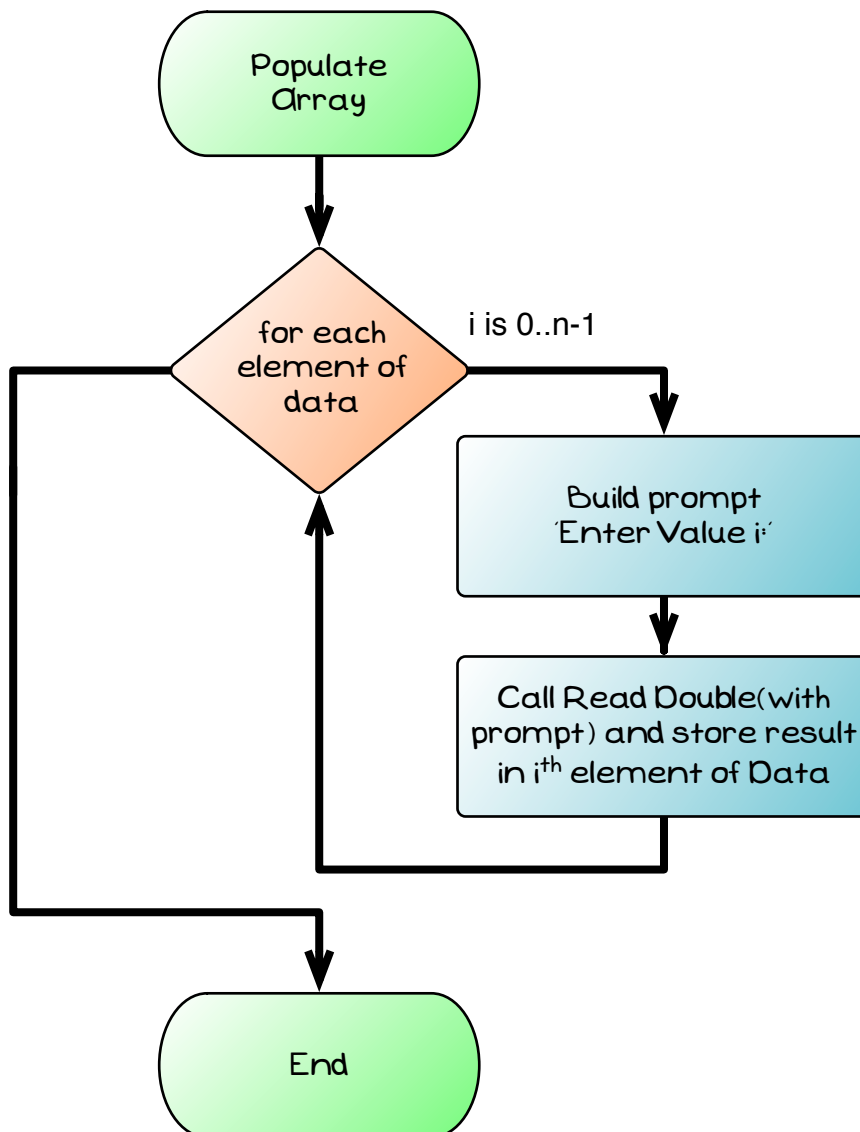 Populate
Array
for each
element of
data
i is 0..n-1
Build prompt
'Enter Value i:'
Call Read Double(with
prompt) and store result
in iᵗʰ element of Data
End